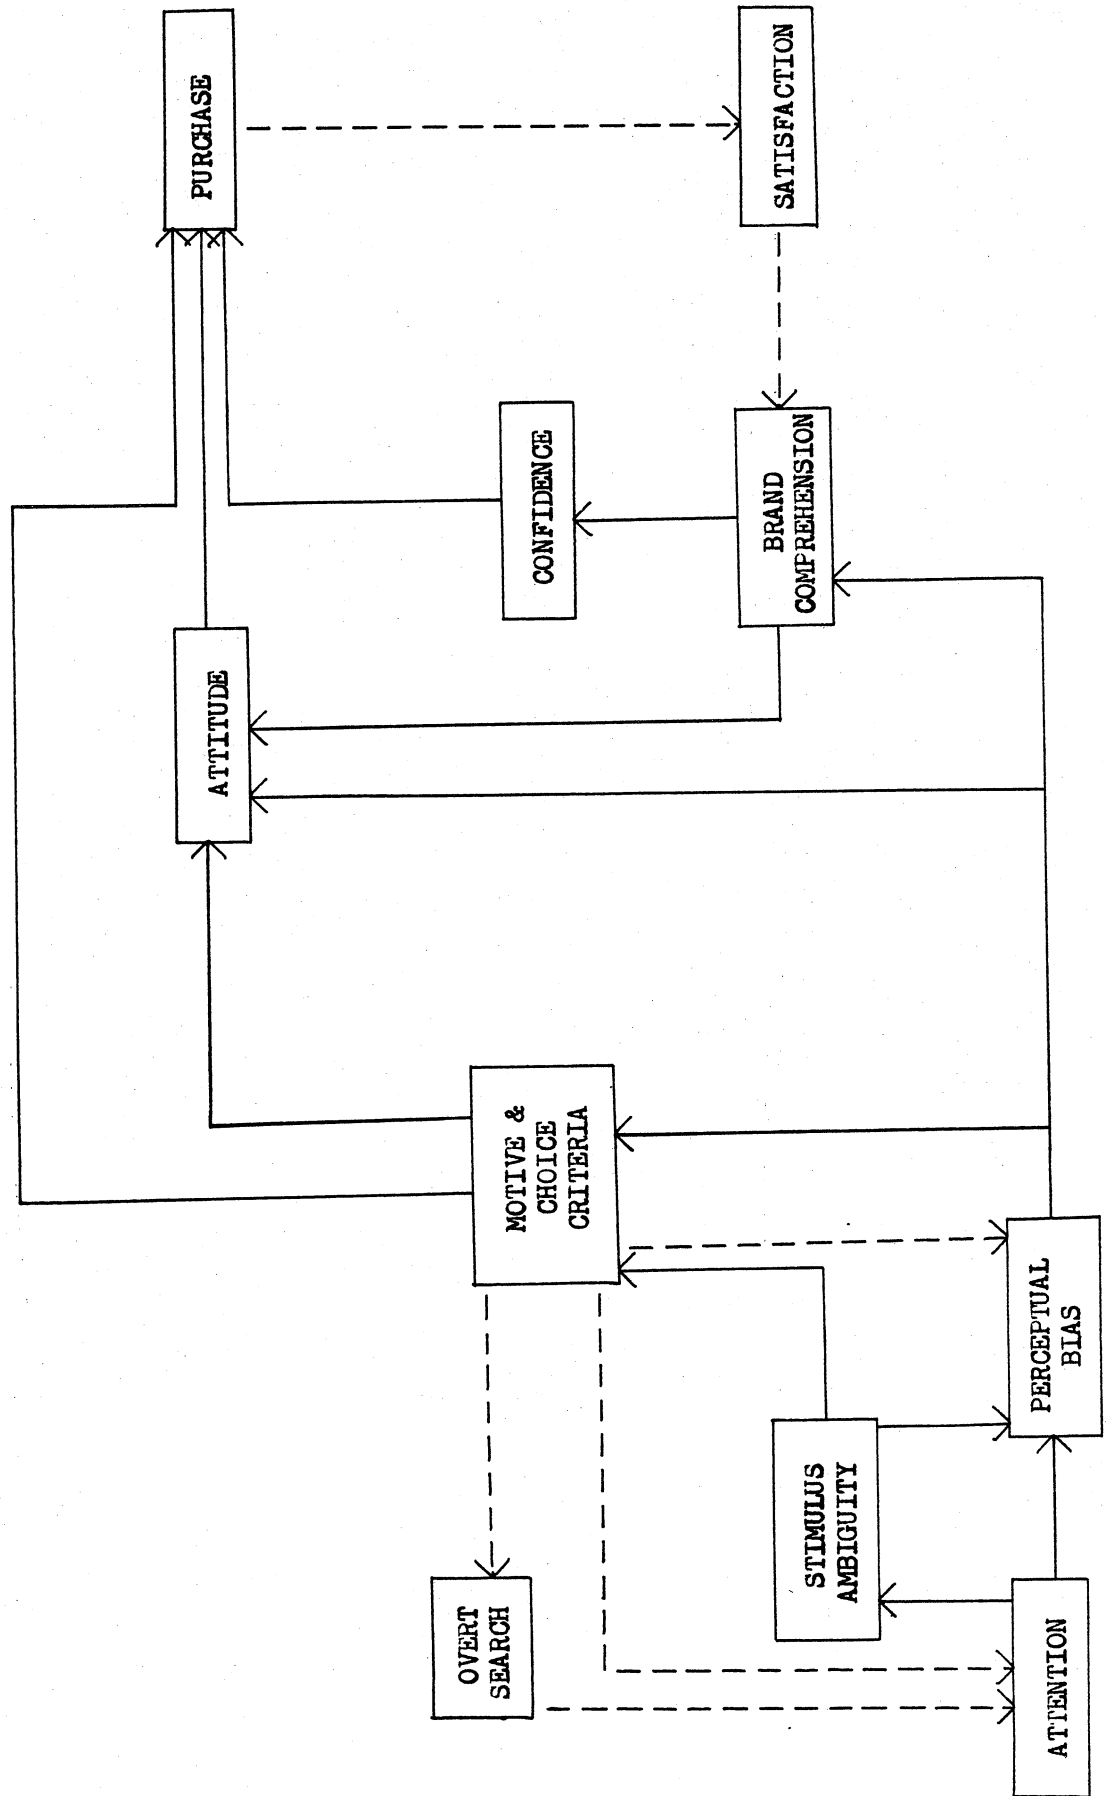 PURCHASE
ATTITUDE
OVERT
SEARCH
MOTIVE &
CHOICE
CRITERIA
CONFIDENCE
STIMULUS
AMBIGUITY
BRAND
COMPREHENSION
SATISFACTION
ATTENTION
PERCEPTUAL
BIAS